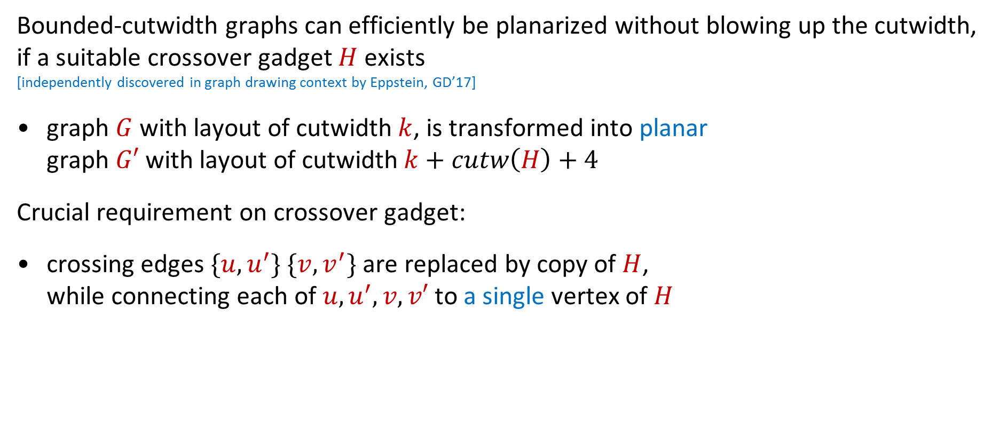 Bounded-cutwidth graphs can efficiently be planarized without blowing up the cutwidth,
if a suitable crossover gadget H exists
[independently discovered in graph drawing context by Eppstein, GD’17]
• graph G with layout of cutwidth k, is transformed into planar
graph G′ with layout of cutwidth k + cutw(H) + 4
Crucial requirement on crossover gadget:
• crossing edges {u, u′} {v, v′} are replaced by copy of H,
while connecting each of u, u′, v, v′ to a single vertex of H